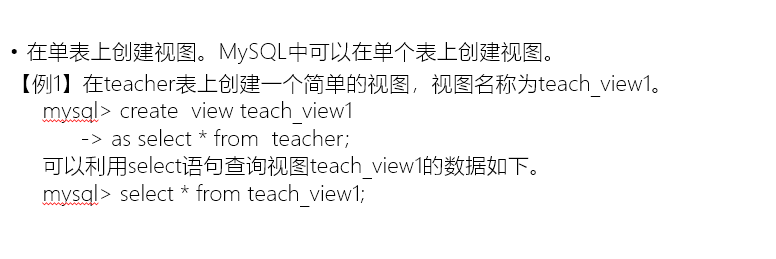 • 在单表上创建视图。MySQL中可以在单个表上创建视图。
【例1】在teacher表上创建一个简单的视图，视图名称为teach_view1。
mysql> create  view teach_view1
-> as select * from  teacher;
可以利用select语句查询视图teach_view1的数据如下。
mysql> select * from teach_view1;